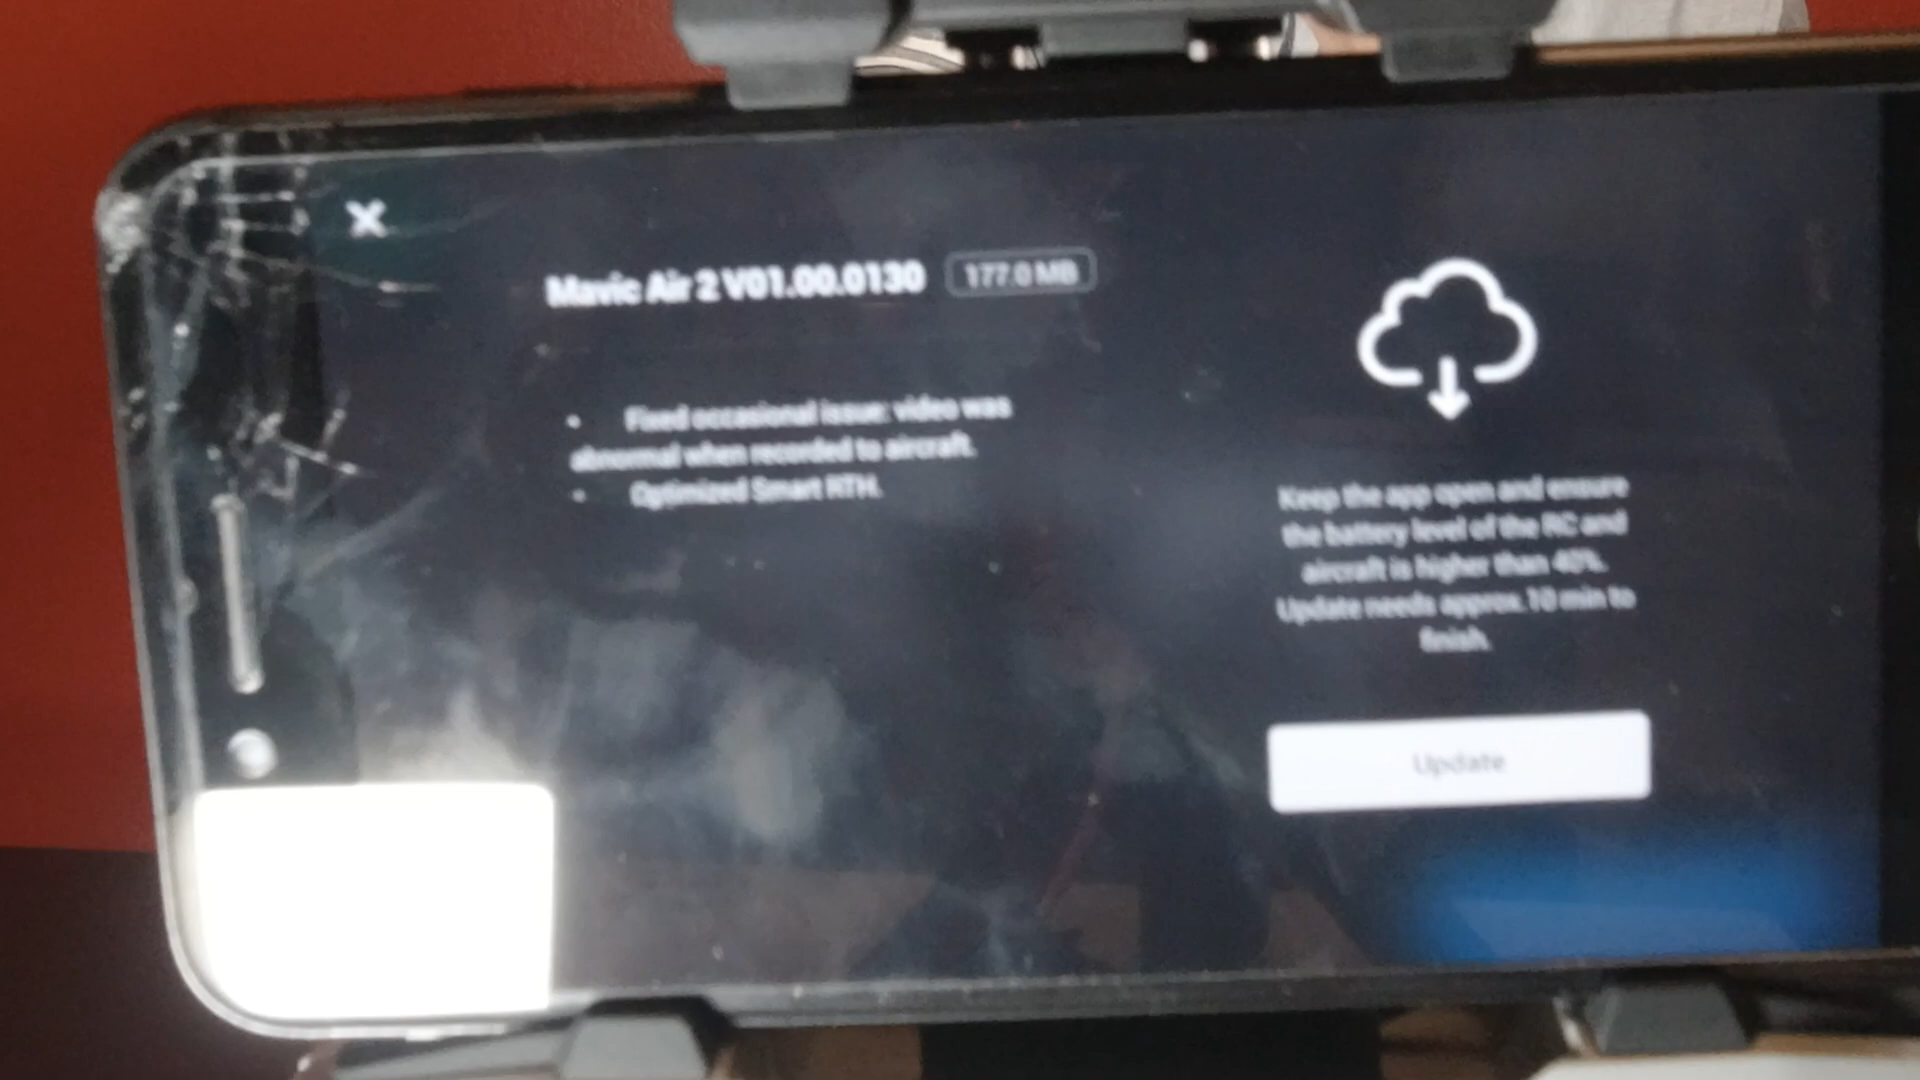 Mavic Air 2 V01.00.0130 177.0 MB
• Fixed occasional issue: video was
abnormal when recorded to aircraft.
• Optimized Smart RTH.
Keep the app open and ensure
the battery level of the RC and
aircraft is higher than 40%.
Update needs approx.10 min to
finish.
Update